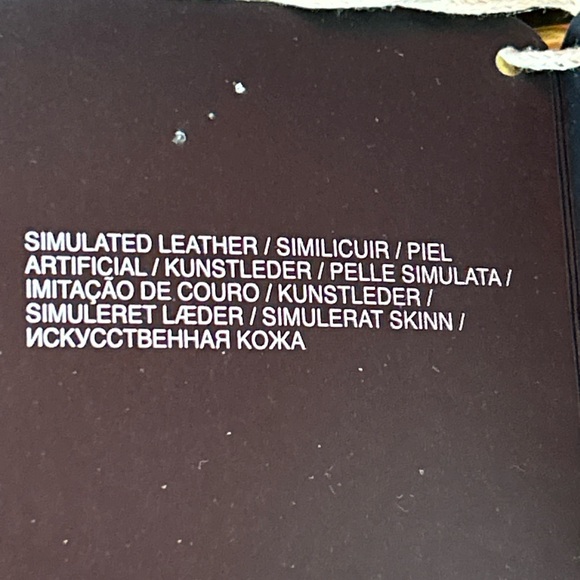 SIMULATED LEATHER / SIMILICUIR / PIEL
ARTIFICIAL / KUNSTLEDER / PELLE SIMULATA /
IMITAÇÃO DE COURO / KUNSTLEDER /
SIMULERET LÆDER / SIMULERAT SKINN /
ИСКУССТВЕННАЯ КОЖА